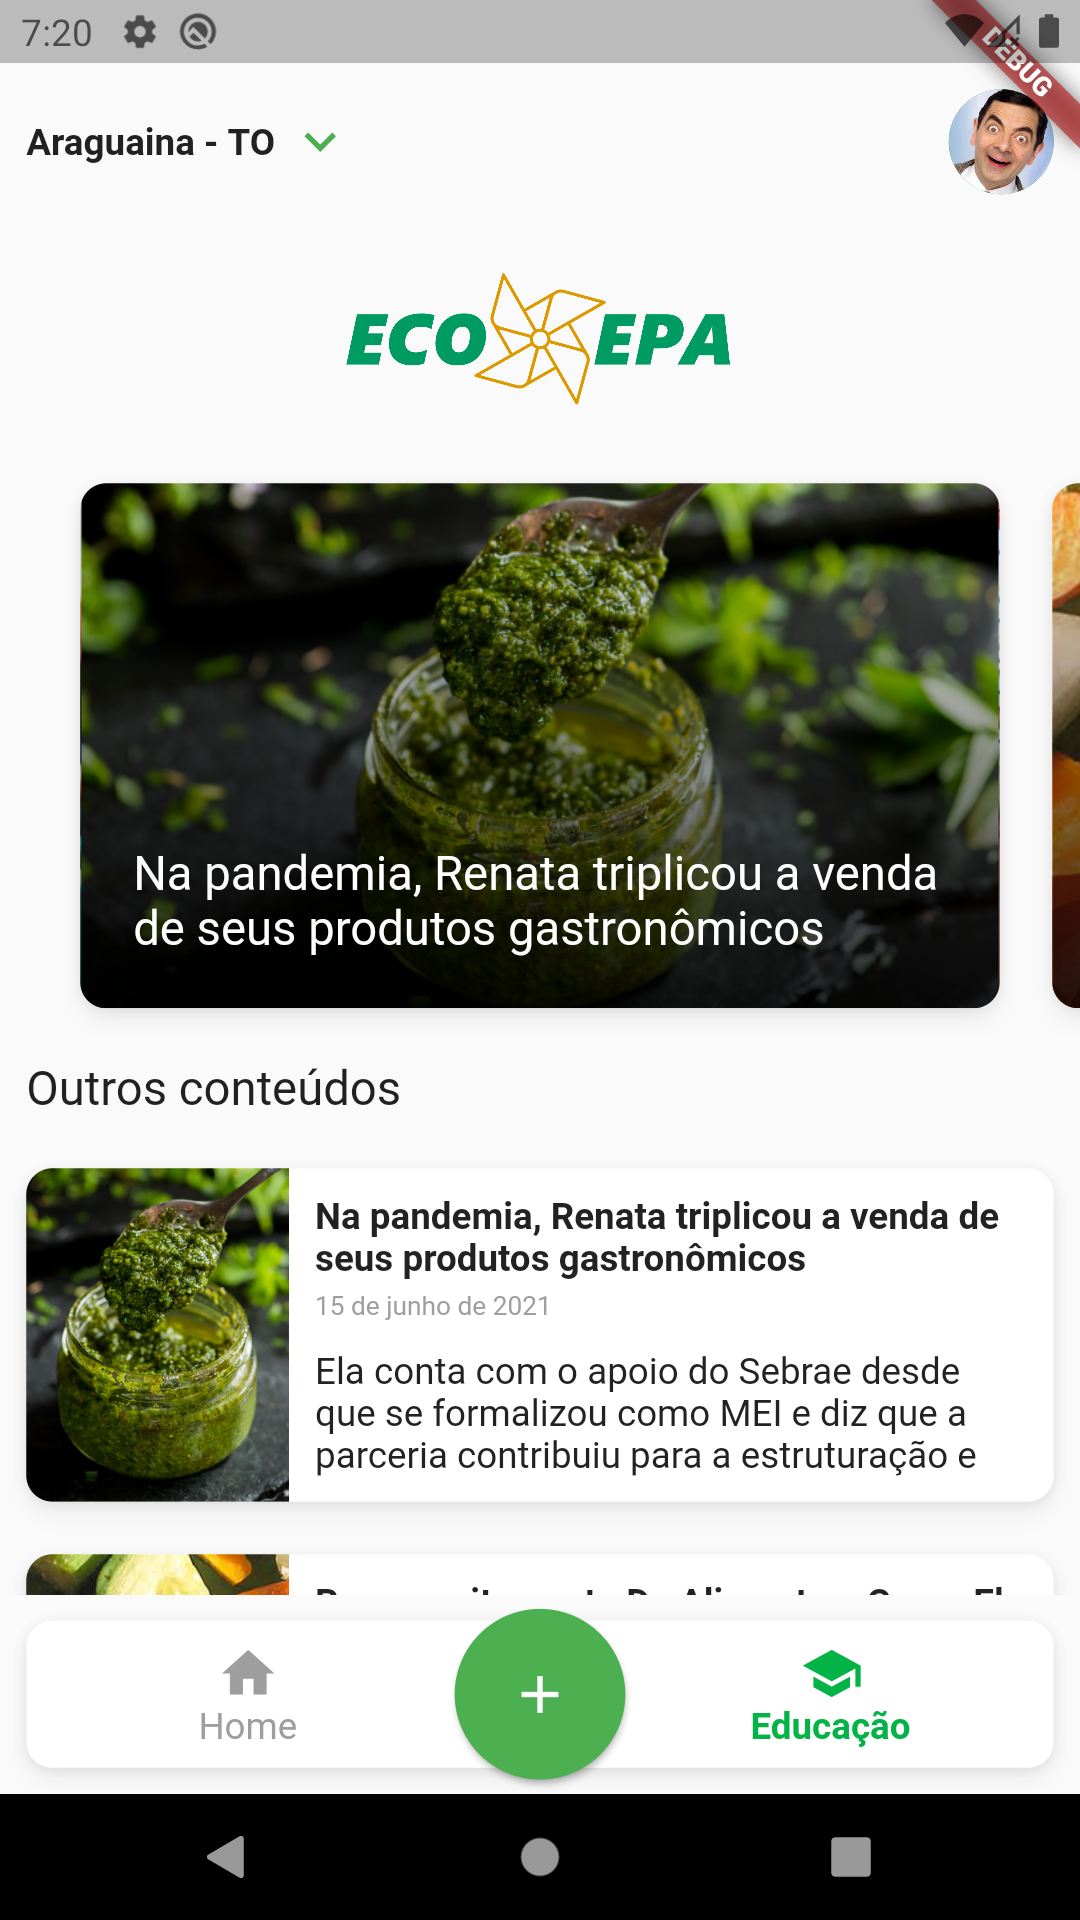 7:20
DEBUG
Araguaina - TO
ECO EPA
Na pandemia, Renata triplicou a venda
de seus produtos gastronômicos
Outros conteúdos
Na pandemia, Renata triplicou a venda de
seus produtos gastronômicos
15 de junho de 2021
Ela conta com o apoio do Sebrae desde
que se formalizou como MEI e diz que a
parceria contribuiu para a estruturação e
Home
+
Educação